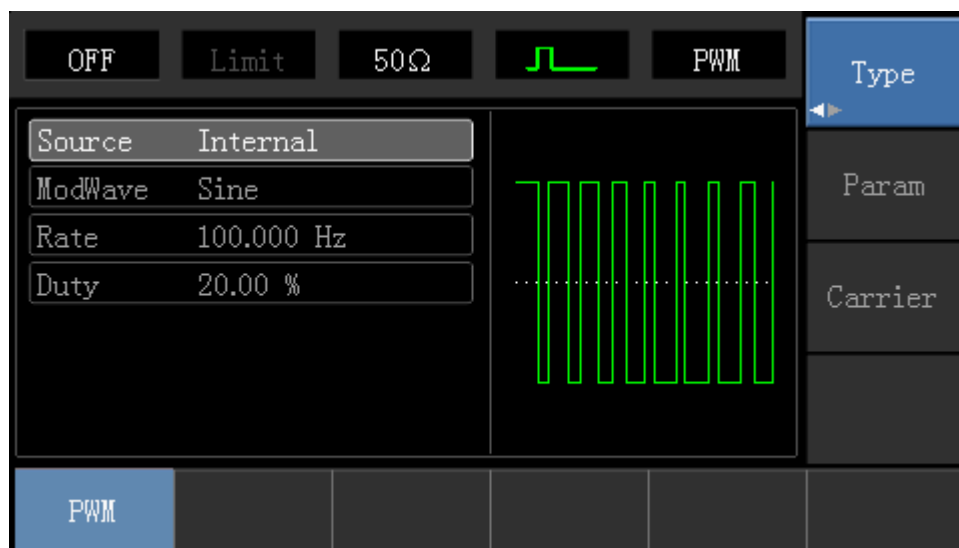 OFF Limit 50Ω PWM Type
Source Internal
ModWave Sine
Rate 100.000 Hz
Duty 20.00 %
Param
Carrier
PWM